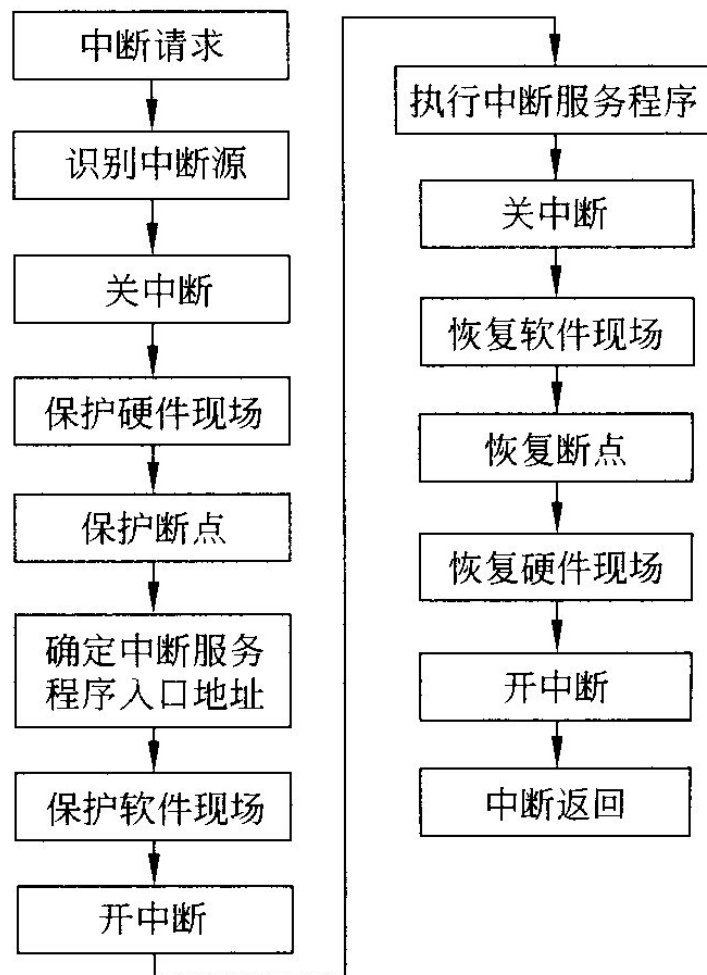 中断请求
识别中断源
关中断
保护硬件现场
保护断点
确定中断服务
程序入口地址
保护软件现场
开中断
执行中断服务程序
关中断
恢复软件现场
恢复断点
恢复硬件现场
开中断
中断返回